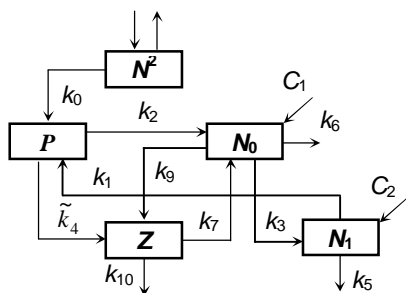 N²
C₁
k₀
k₂
k₆
P
N₀
k₁
k₉
C₂
k̃₄
k₇
k₃
Z
N₁
k₁₀
k₅